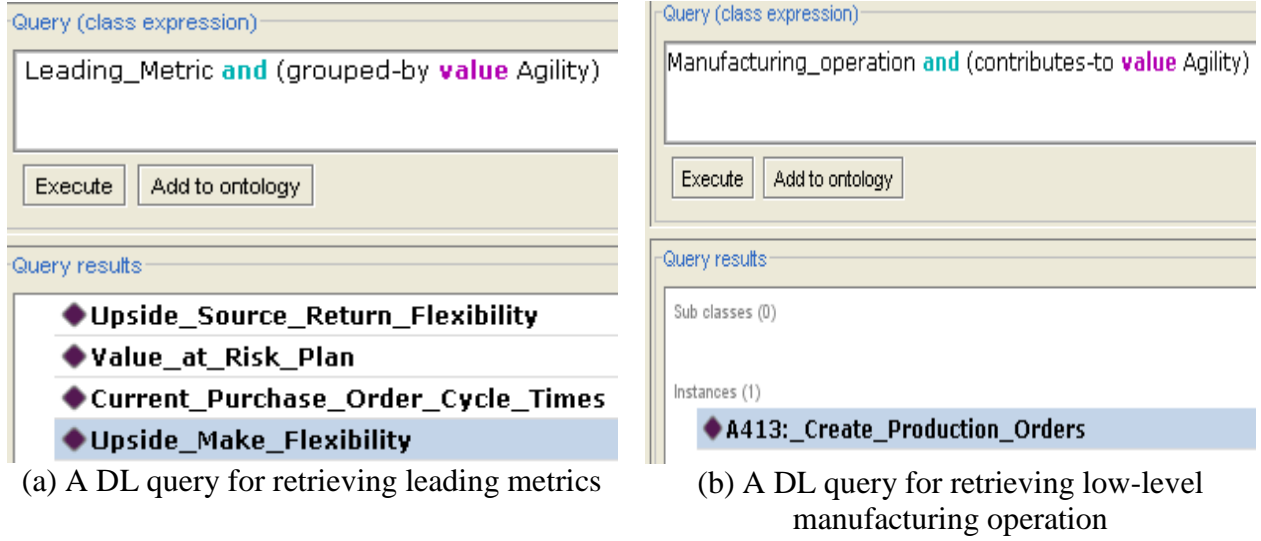 Query (class expression)
Leading_Metric and (grouped-by value Agility)
Execute
Add to ontology
Query results
Upside_Source_Return_Flexibility
Value_at_Risk_Plan
Current_Purchase_Order_Cycle_Times
Upside_Make_Flexibility
(a) A DL query for retrieving leading metrics
Query (class expression)
Manufacturing_operation and (contributes-to value Agility)
Execute
Add to ontology
Query results
Sub classes (0)
Instances (1)
A413:_Create_Production_Orders
(b) A DL query for retrieving low-level
manufacturing operation